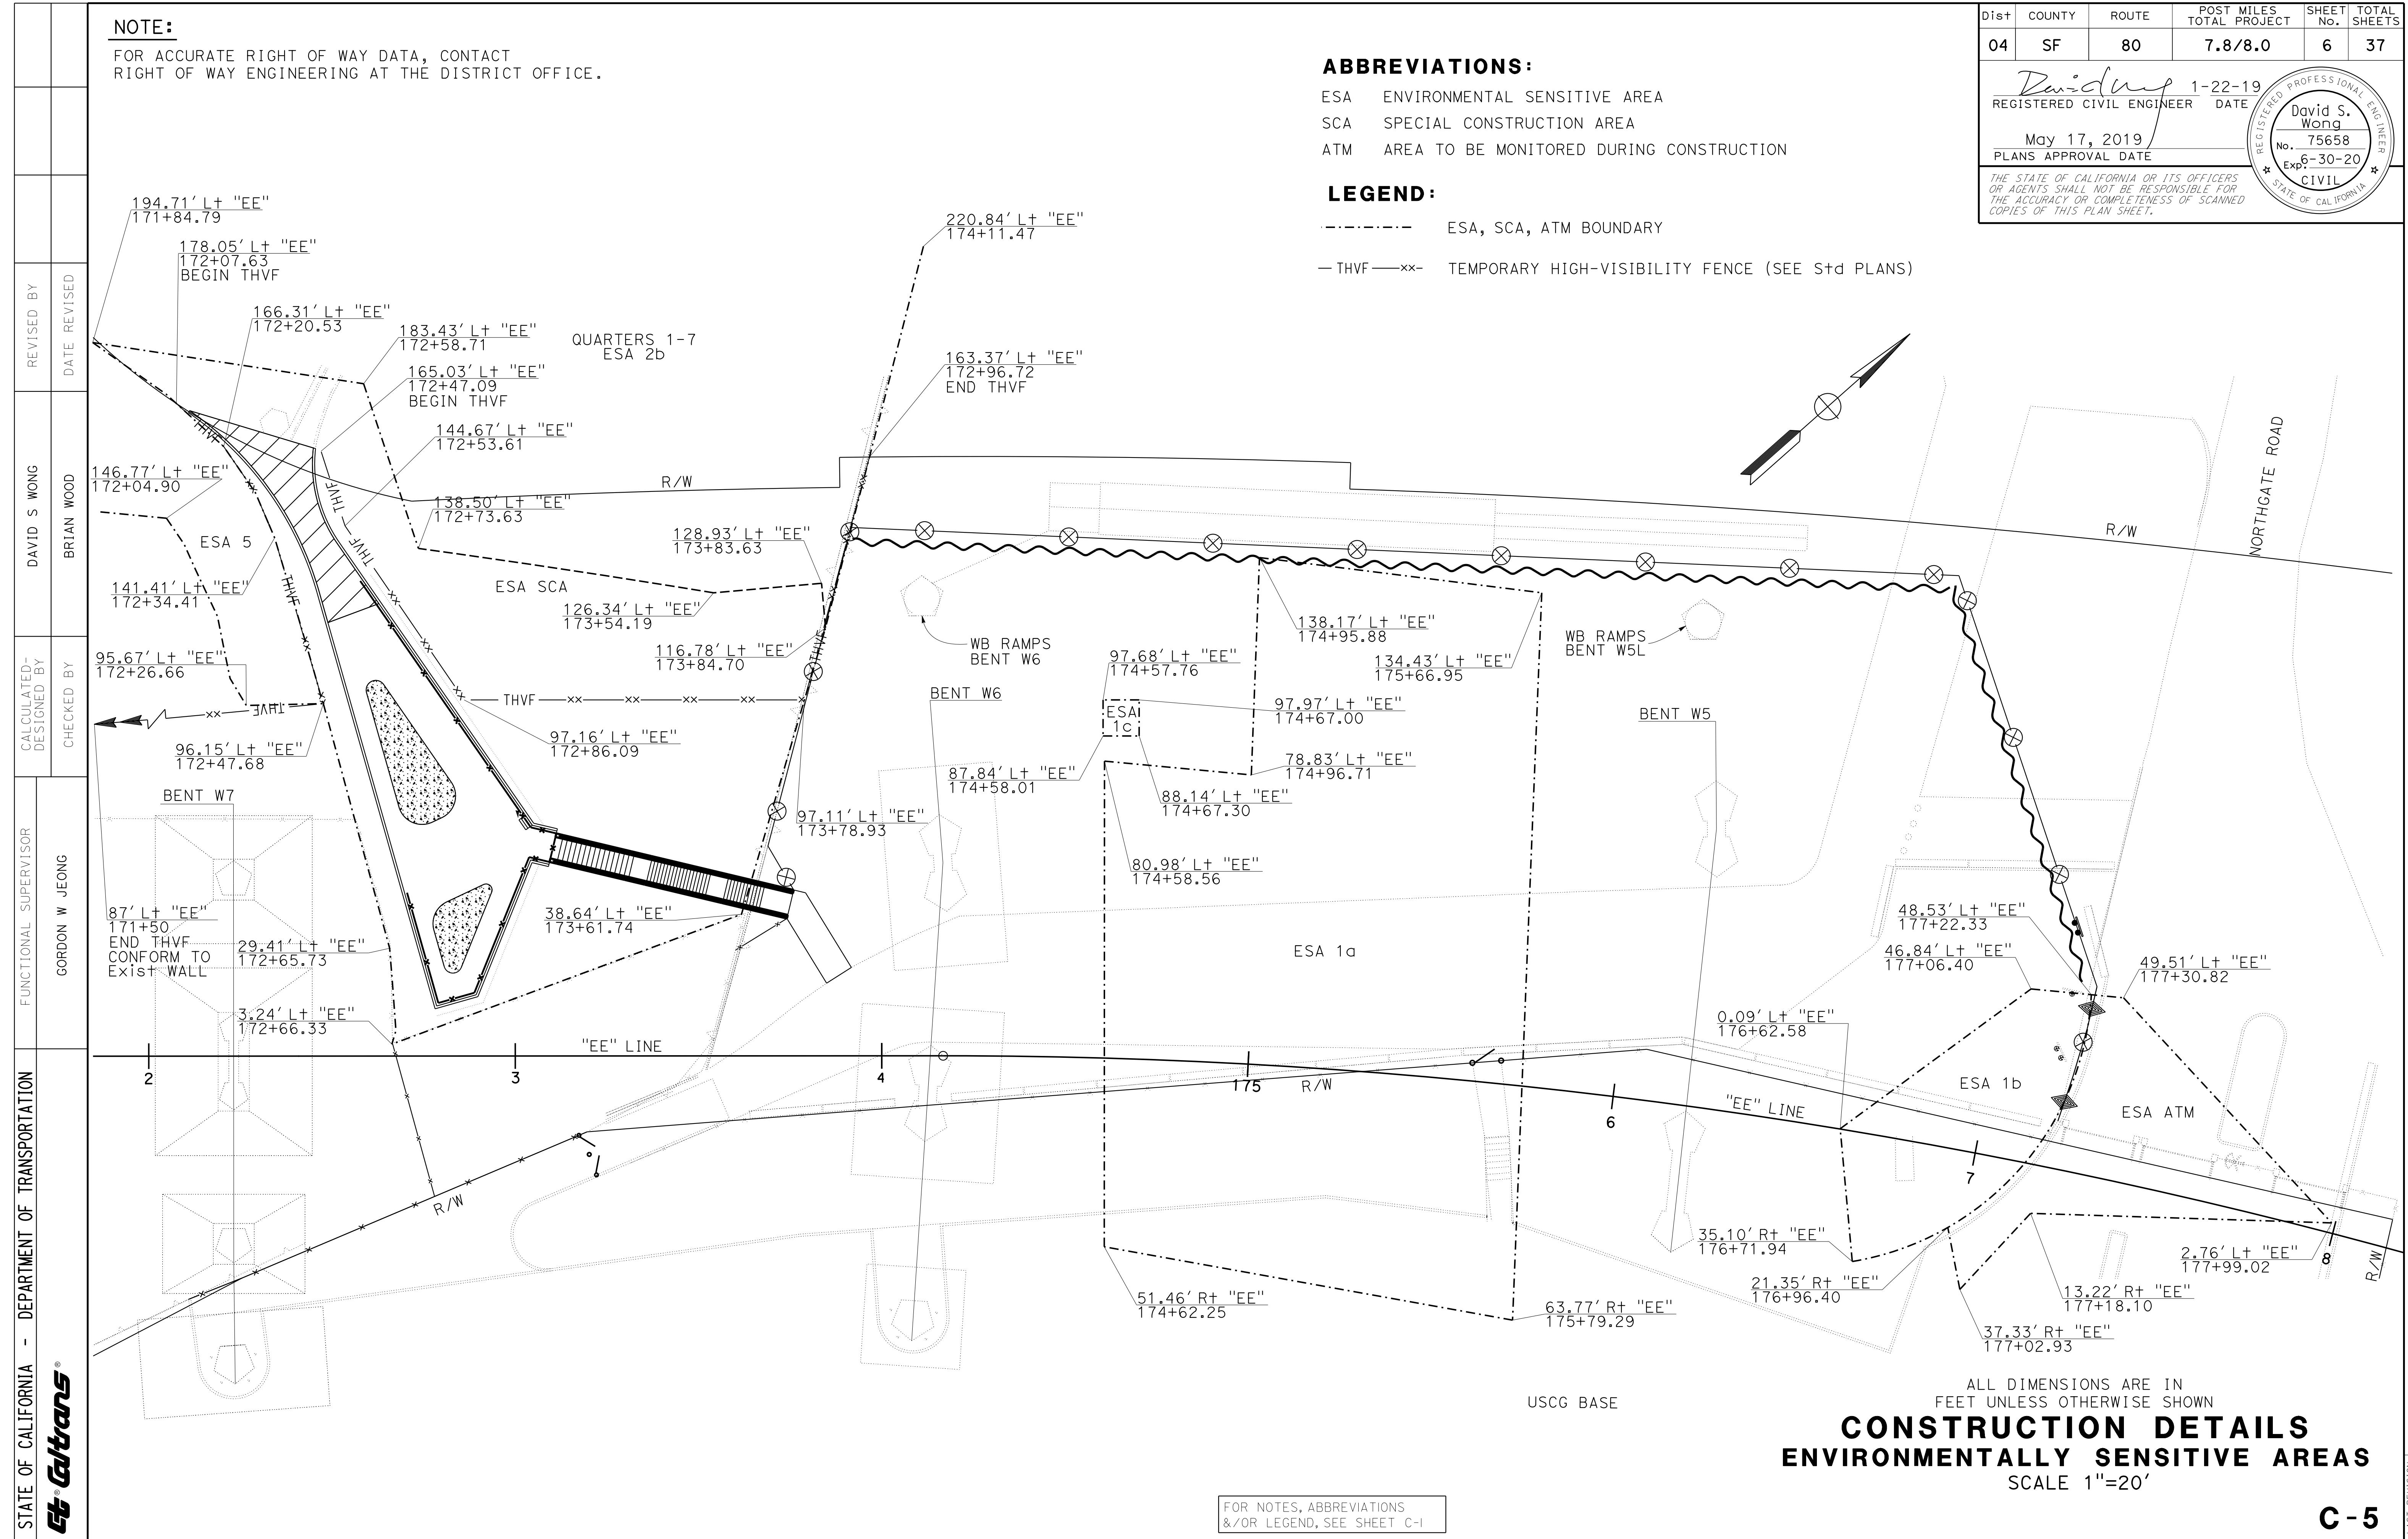 NOTE:
FOR ACCURATE RIGHT OF WAY DATA, CONTACT
RIGHT OF WAY ENGINEERING AT THE DISTRICT OFFICE.
ABBREVIATIONS:
ESA ENVIRONMENTAL SENSITIVE AREA
SCA SPECIAL CONSTRUCTION AREA
ATM AREA TO BE MONITORED DURING CONSTRUCTION
LEGEND:
ESA, SCA, ATM BOUNDARY
THVF xx TEMPORARY HIGH-VISIBILITY FENCE (SEE Std PLANS)
Dist COUNTY ROUTE POST MILES TOTAL PROJECT SHEET No. TOTAL SHEETS
04 SF 80 7.8/8.0 6 37
1-22-19
REGISTERED CIVIL ENGINEER DATE
May 17, 2019
PLANS APPROVAL DATE
REGISTERED PROFESSIONAL ENGINEER
David S.
Wong
No. 75658
Exp. 6-30-20
CIVIL
STATE OF CALIFORNIA
THE STATE OF CALIFORNIA OR ITS OFFICERS
OR AGENTS SHALL NOT BE RESPONSIBLE FOR
THE ACCURACY OR COMPLETENESS OF SCANNED
COPIES OF THIS PLAN SHEET.
194.71' Lt "EE"
171+84.79
178.05' Lt "EE"
172+07.63
BEGIN THVF
166.31' Lt "EE"
172+20.53
183.43' Lt "EE"
172+58.71
165.03' Lt "EE"
172+47.09
BEGIN THVF
144.67' Lt "EE"
172+53.61
QUARTERS 1-7
ESA 2b
220.84' Lt "EE"
174+11.47
163.37' Lt "EE"
172+96.72
END THVF
146.77' Lt "EE"
172+04.90
138.50' Lt "EE"
172+73.63
R/W
THVF
THVF
ESA 5
128.93' Lt "EE"
173+83.63
ESA SCA
141.41' Lt "EE"
172+34.41
THVF
126.34' Lt "EE"
173+54.19
116.78' Lt "EE"
173+84.70
THVF
95.67' Lt "EE"
172+26.66
THVF
THVF
96.15' Lt "EE"
172+47.68
97.16' Lt "EE"
172+86.09
97.11' Lt "EE"
173+78.93
WB RAMPS
BENT W6
BENT W6
97.68' Lt "EE"
174+57.76
ESA
1c
138.17' Lt "EE"
174+95.88
134.43' Lt "EE"
175+66.95
97.97' Lt "EE"
174+67.00
78.83' Lt "EE"
174+96.71
87.84' Lt "EE"
174+58.01
88.14' Lt "EE"
174+67.30
80.98' Lt "EE"
174+58.56
WB RAMPS
BENT W5L
BENT W5
NORTHGATE ROAD
R/W
BENT W7
87' Lt "EE"
171+50
END THVF
CONFORM TO
Exist WALL
29.41' Lt "EE"
172+65.73
3.24' Lt "EE"
172+66.33
38.64' Lt "EE"
173+61.74
ESA 1a
48.53' Lt "EE"
177+22.33
46.84' Lt "EE"
177+06.40
49.51' Lt "EE"
177+30.82
0.09' Lt "EE"
176+62.58
"EE" LINE
2
3
4
175
R/W
6
"EE" LINE
7
8
ESA 1b
ESA ATM
R/W
R/W
35.10' Rt "EE"
176+71.94
21.35' Rt "EE"
176+96.40
37.33' Rt "EE"
177+02.93
13.22' Rt "EE"
177+18.10
2.76' Lt "EE"
177+99.02
51.46' Rt "EE"
174+62.25
63.77' Rt "EE"
175+79.29
USCG BASE
ALL DIMENSIONS ARE IN
FEET UNLESS OTHERWISE SHOWN
CONSTRUCTION DETAILS
ENVIRONMENTALLY SENSITIVE AREAS
SCALE 1"=20'
C-5
FOR NOTES, ABBREVIATIONS
&/OR LEGEND, SEE SHEET C-1
REVISED BY
DATE REVISED
DAVID S WONG
BRIAN WOOD
CALCULATED-
DESIGNED BY
CHECKED BY
FUNCTIONAL SUPERVISOR
GORDON W JEONG
STATE OF CALIFORNIA - DEPARTMENT OF TRANSPORTATION
Caltrans